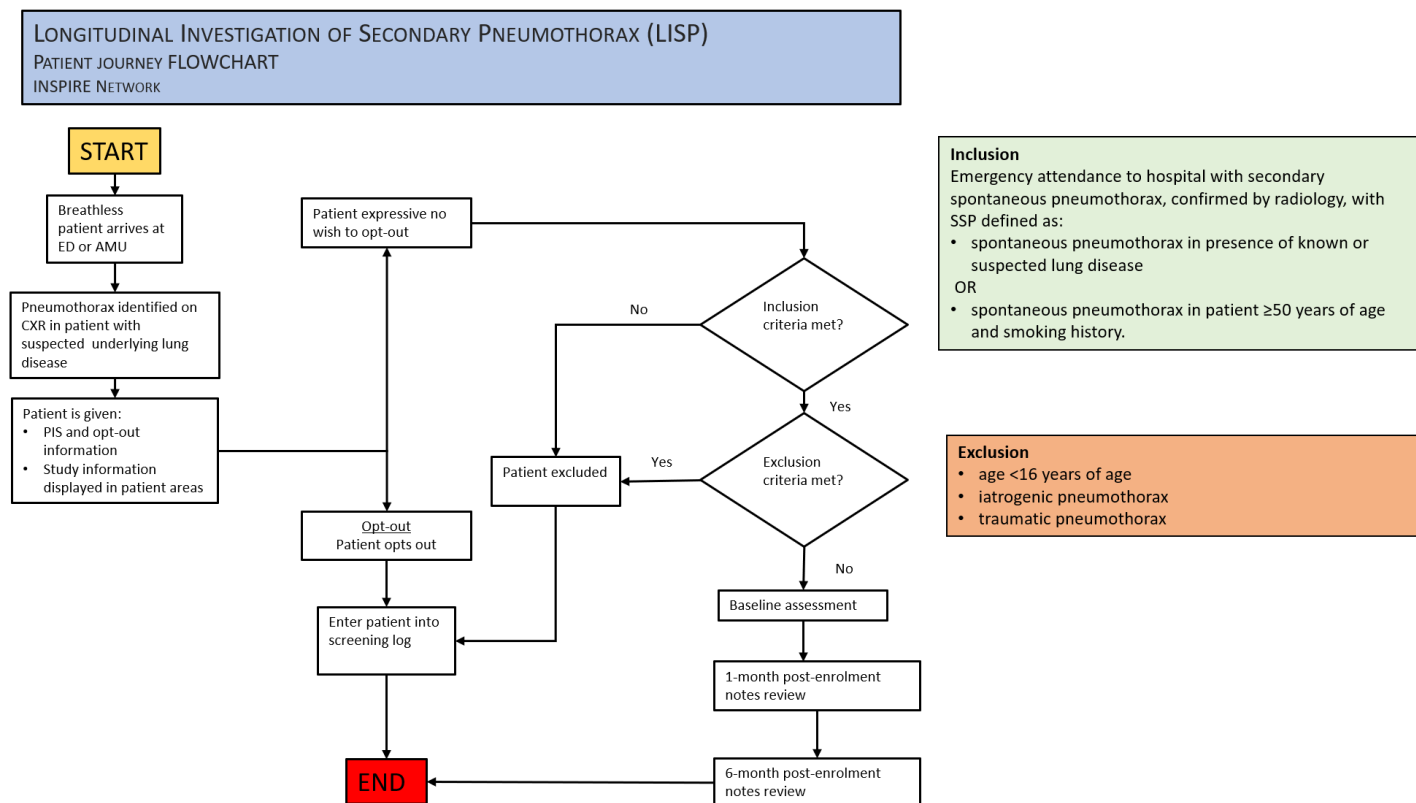 LONGITUDINAL INVESTIGATION OF SECONDARY PNEUMOTHORAX (LISP)
PATIENT JOURNEY FLOWCHART
INSPIRE NETWORK
START
Breathless
patient arrives at
ED or AMU
Pneumothorax identified on
CXR in patient with
suspected underlying lung
disease
Patient is given:
• PIS and opt-out
information
• Study information
displayed in patient areas
Patient expressive no
wish to opt-out
Opt-out
Patient opts out
Enter patient into
screening log
END
No
Inclusion
criteria met?
Yes
Patient excluded
Yes
Exclusion
criteria met?
No
Baseline assessment
1-month post-enrolment
notes review
6-month post-enrolment
notes review
Inclusion
Emergency attendance to hospital with secondary
spontaneous pneumothorax, confirmed by radiology, with
SSP defined as:
• spontaneous pneumothorax in presence of known or
suspected lung disease
OR
• spontaneous pneumothorax in patient ≥50 years of age
and smoking history.
Exclusion
• age <16 years of age
• iatrogenic pneumothorax
• traumatic pneumothorax